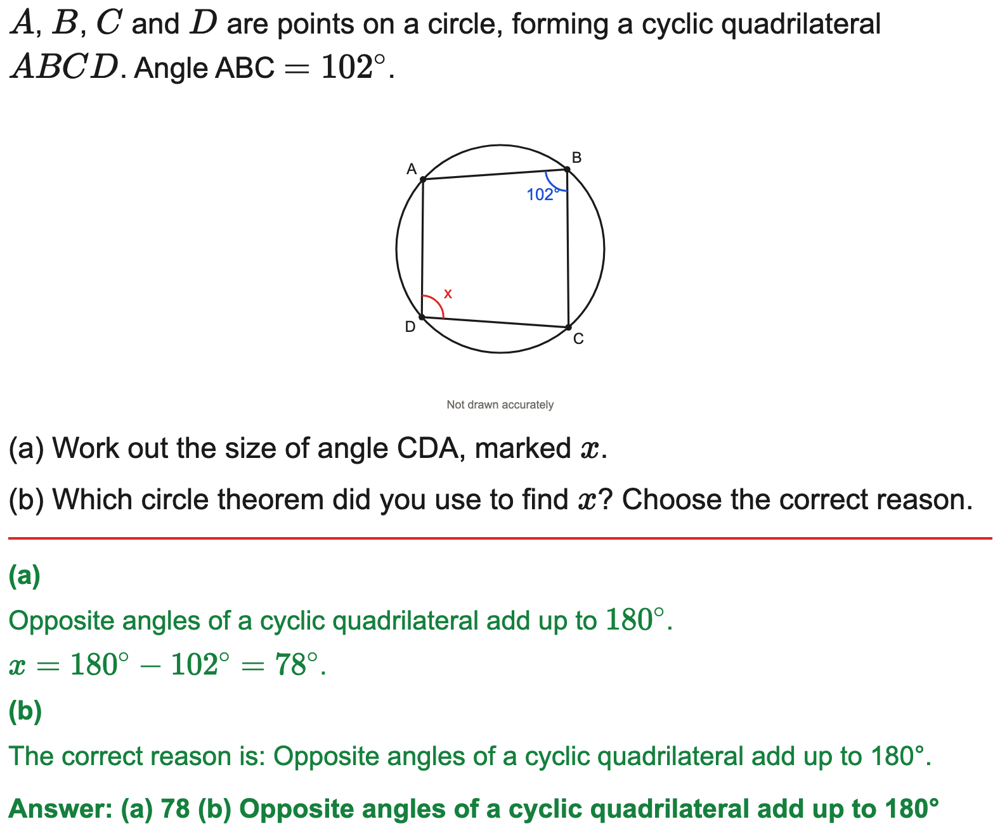 A, B, C and D are points on a circle, forming a cyclic quadrilateral
ABCD. Angle ABC = 102°.
B
A
102°
x
D
C
Not drawn accurately
(a) Work out the size of angle CDA, marked x.
(b) Which circle theorem did you use to find x? Choose the correct reason.
(a)
Opposite angles of a cyclic quadrilateral add up to 180°.
x = 180° − 102° = 78°.
(b)
The correct reason is: Opposite angles of a cyclic quadrilateral add up to 180°.
Answer: (a) 78 (b) Opposite angles of a cyclic quadrilateral add up to 180°